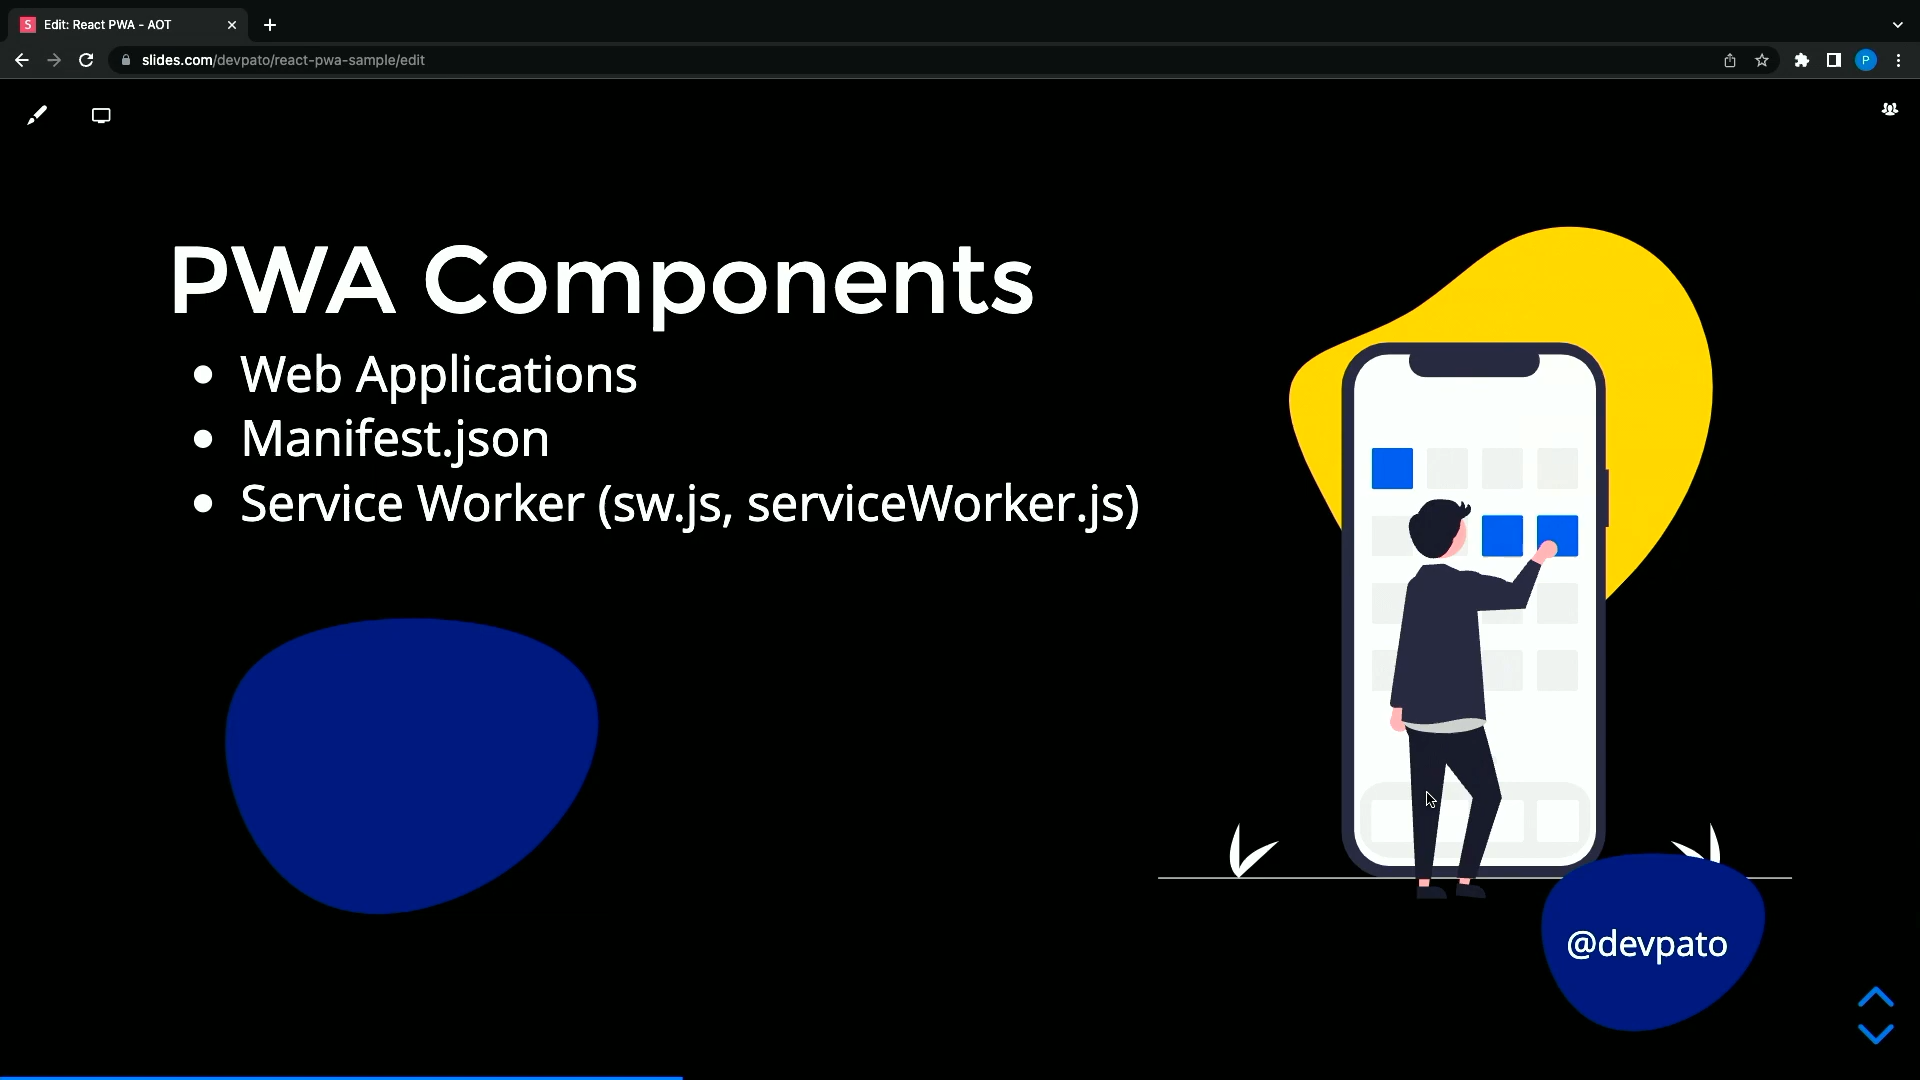 S Edit: React PWA - AOT
slides.com/devpato/react-pwa-sample/edit
P
PWA Components
• Web Applications
• Manifest.json
• Service Worker (sw.js, serviceWorker.js)
@devpato